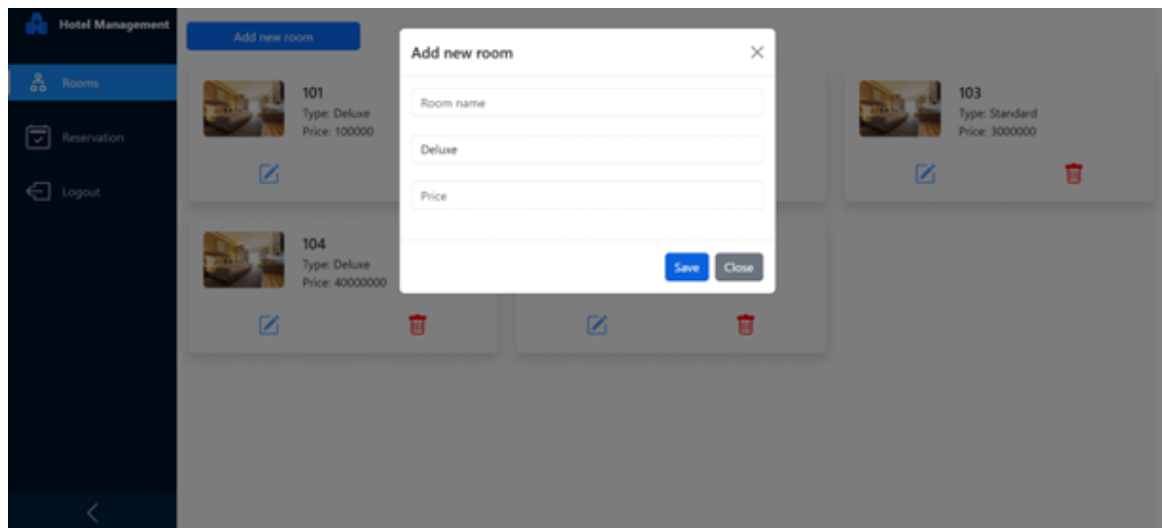 Hotel Management
Rooms
Reservation
Logout
Add new room
101
Type: Deluxe
Price: 100000
103
Type: Standard
Price: 3000000
104
Type: Deluxe
Price: 40000000
Add new room
Room name
Deluxe
Price
Save
Close